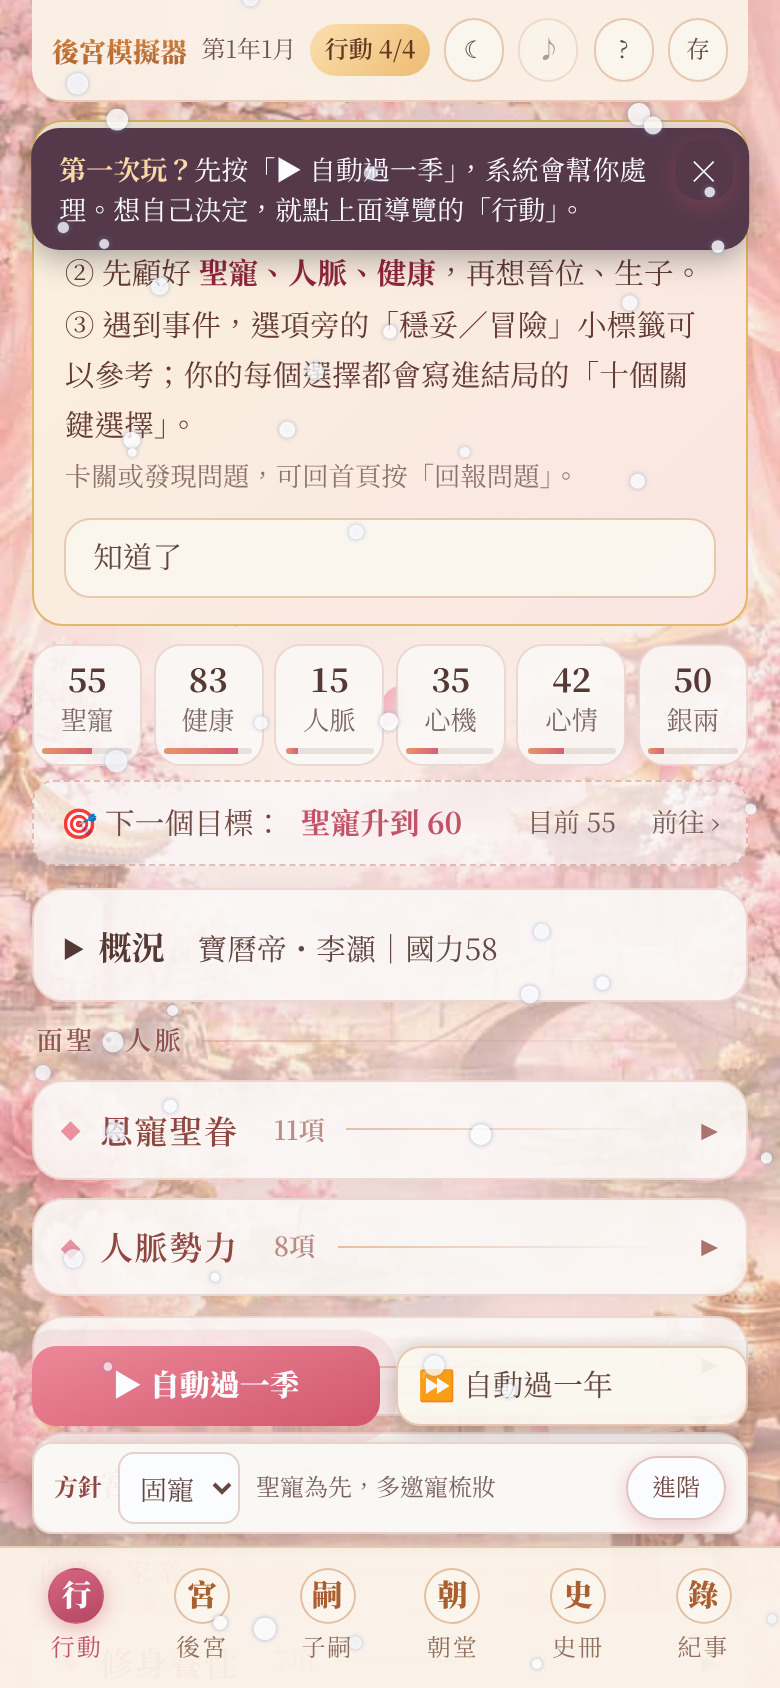 後宮模擬器 第1年1月 行動 4/4 ☾ ♪ ? 存
第一次玩？先按「▶ 自動過一季」，系統會幫你處
理。想自己決定，就點上面導覽的「行動」。
② 先顧好 聖寵、人脈、健康，再想晉位、生子。
③ 遇到事件，選項旁的「穩妥／冒險」小標籤可
以參考；你的每個選擇都會寫進結局的「十個關
鍵選擇」。
卡關或發現問題，可回首頁按「回報問題」。
知道了
55 83 15 35 42 50
聖寵 健康 人脈 心機 心情 銀兩
🎯 下一個目標： 聖寵升到 60 目前 55 前往 ›
▶ 概況 寶曆帝・李灝｜國力58
面聖・人脈
◆ 恩寵聖眷 11項 ▶
◆ 人脈勢力 8項 ▶
▶ 自動過一季 ⏩ 自動過一年
方針 固寵 聖寵為先，多邀寵梳妝 進階
行 宮 嗣 朝 史 錄
行動 後宮 子嗣 朝堂 史冊 紀事
修身養性